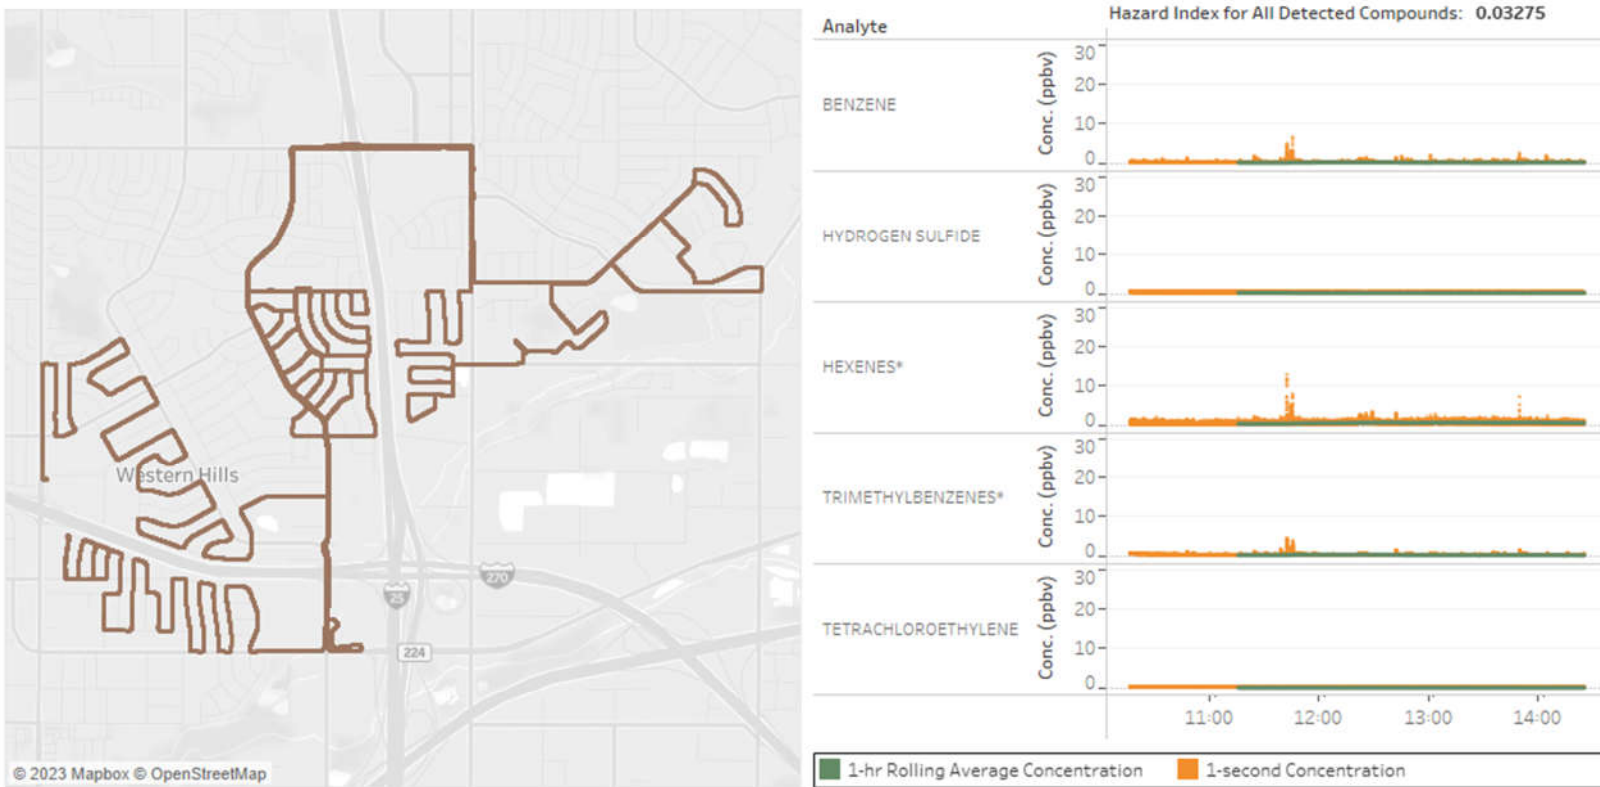 Western Hills
270
25
224
© 2023 Mapbox © OpenStreetMap
Hazard Index for All Detected Compounds: 0.03275
Analyte
BENZENE
Conc. (ppbv)
30
20
10
0
HYDROGEN SULFIDE
Conc. (ppbv)
30
20
10
0
HEXENES*
Conc. (ppbv)
30
20
10
0
TRIMETHYLBENZENES*
Conc. (ppbv)
30
20
10
0
TETRACHLOROETHYLENE
Conc. (ppbv)
30
20
10
0
11:00 12:00 13:00 14:00
1-hr Rolling Average Concentration 1-second Concentration